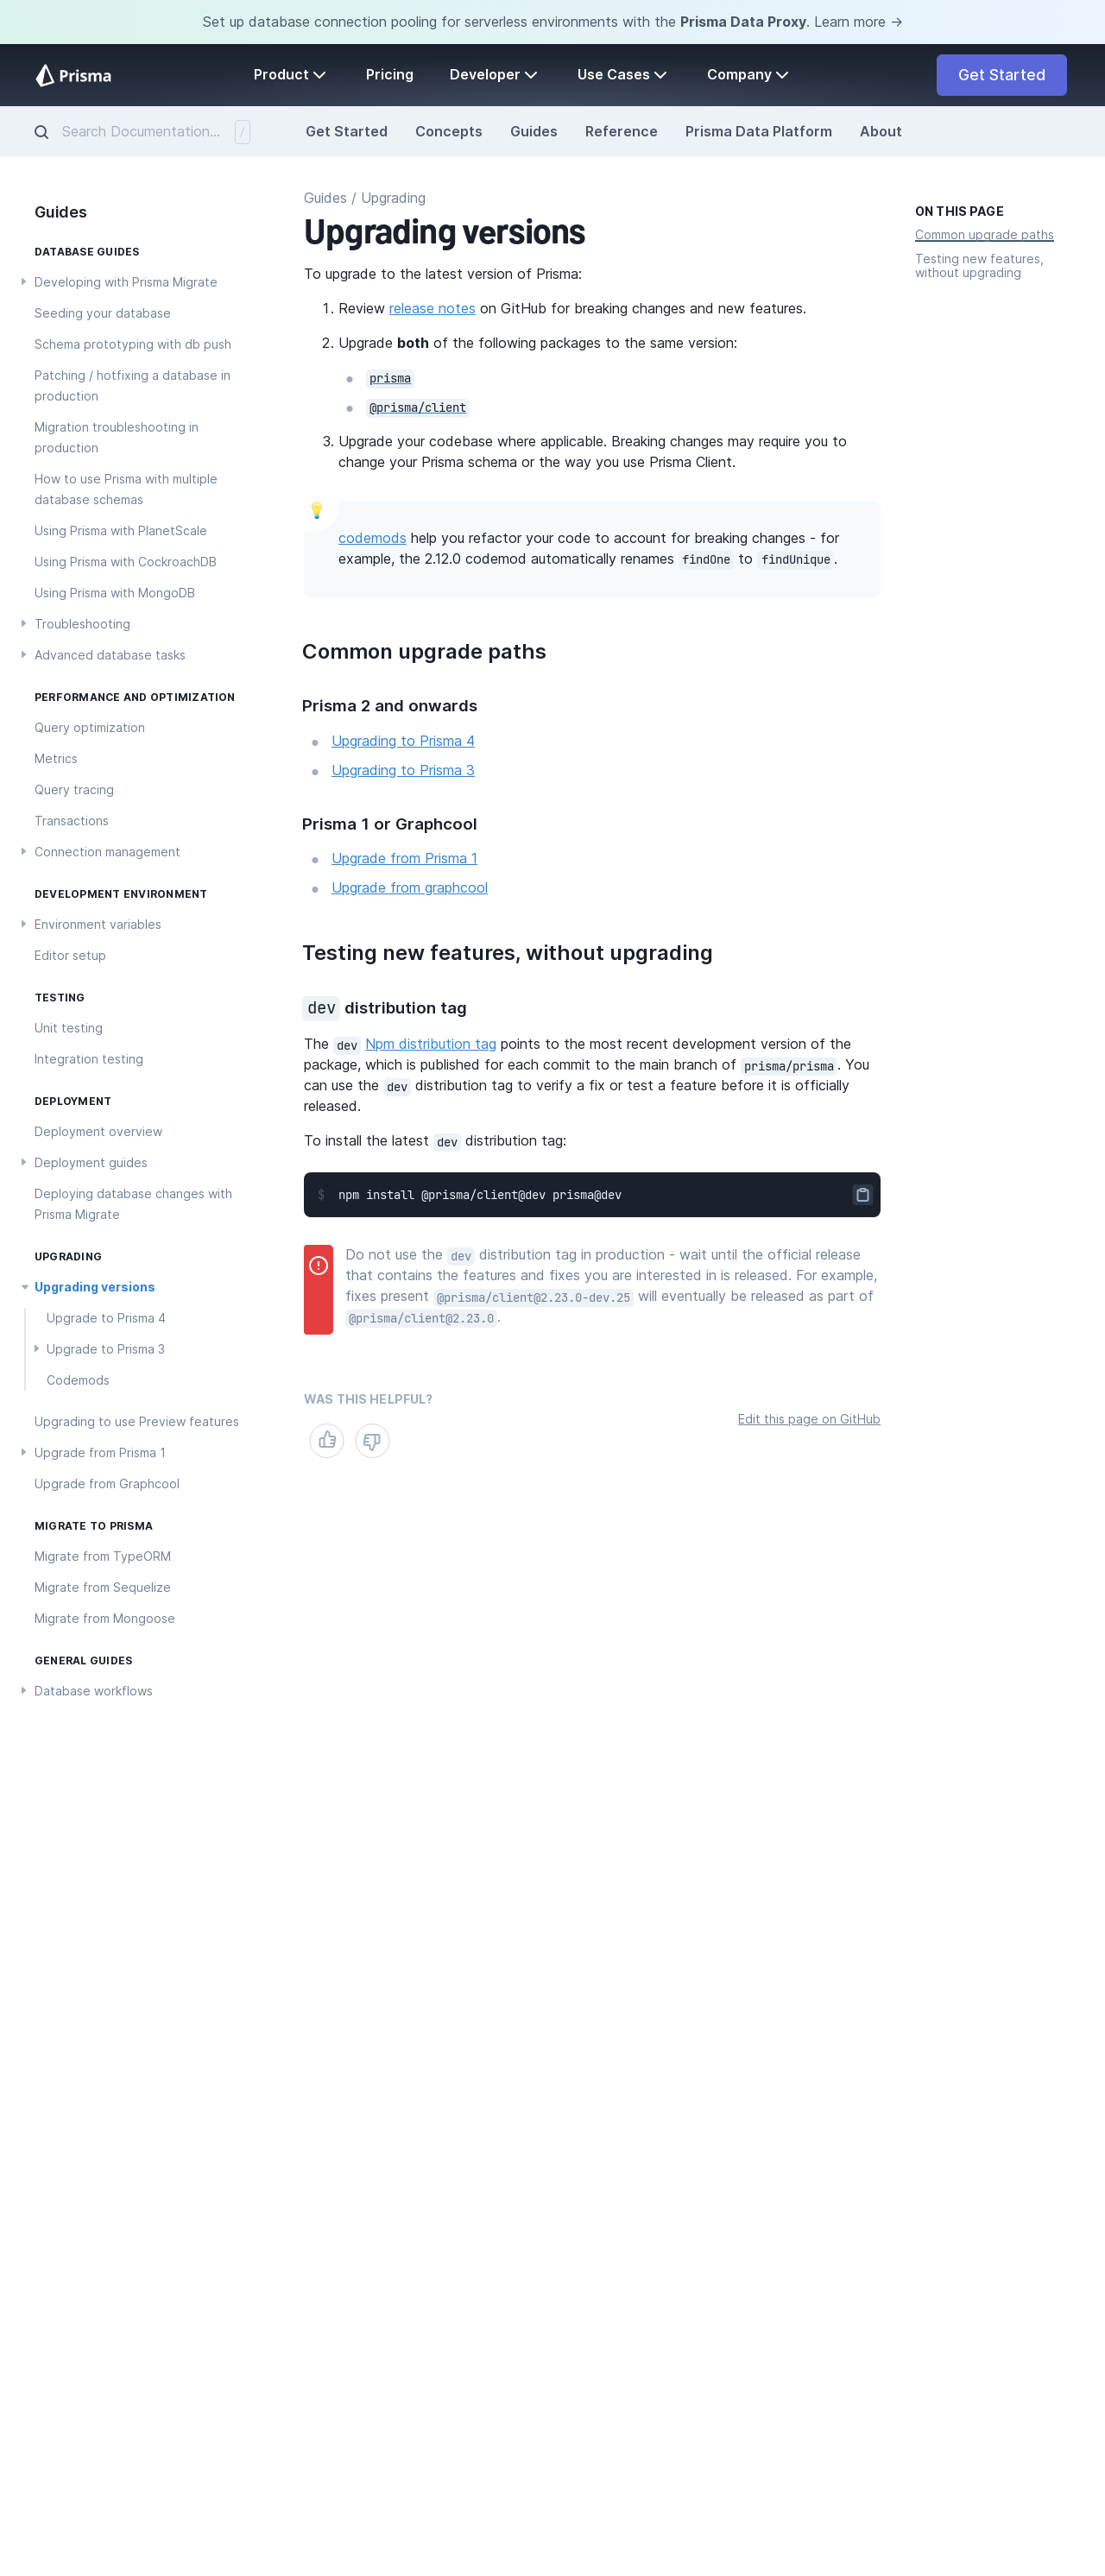 Set up database connection pooling for serverless environments with the Prisma Data Proxy. Learn more →
Prisma
Product
Pricing
Developer
Use Cases
Company
Get Started
Search Documentation...
/
Get Started
Concepts
Guides
Reference
Prisma Data Platform
About
Guides
DATABASE GUIDES
Developing with Prisma Migrate
Seeding your database
Schema prototyping with db push
Patching / hotfixing a database in
production
Migration troubleshooting in
production
How to use Prisma with multiple
database schemas
Using Prisma with PlanetScale
Using Prisma with CockroachDB
Using Prisma with MongoDB
Troubleshooting
Advanced database tasks
PERFORMANCE AND OPTIMIZATION
Query optimization
Metrics
Query tracing
Transactions
Connection management
DEVELOPMENT ENVIRONMENT
Environment variables
Editor setup
TESTING
Unit testing
Integration testing
DEPLOYMENT
Deployment overview
Deployment guides
Deploying database changes with
Prisma Migrate
UPGRADING
Upgrading versions
Upgrade to Prisma 4
Upgrade to Prisma 3
Codemods
Upgrading to use Preview features
Upgrade from Prisma 1
Upgrade from Graphcool
MIGRATE TO PRISMA
Migrate from TypeORM
Migrate from Sequelize
Migrate from Mongoose
GENERAL GUIDES
Database workflows
Guides / Upgrading
Upgrading versions
To upgrade to the latest version of Prisma:
1. Review release notes on GitHub for breaking changes and new features.
2. Upgrade both of the following packages to the same version:
prisma
@prisma/client
3. Upgrade your codebase where applicable. Breaking changes may require you to
change your Prisma schema or the way you use Prisma Client.
codemods help you refactor your code to account for breaking changes - for
example, the 2.12.0 codemod automatically renames findOne to findUnique.
Common upgrade paths
Prisma 2 and onwards
Upgrading to Prisma 4
Upgrading to Prisma 3
Prisma 1 or Graphcool
Upgrade from Prisma 1
Upgrade from graphcool
Testing new features, without upgrading
dev distribution tag
The dev Npm distribution tag points to the most recent development version of the
package, which is published for each commit to the main branch of prisma/prisma. You
can use the dev distribution tag to verify a fix or test a feature before it is officially
released.
To install the latest dev distribution tag:
$ npm install @prisma/client@dev prisma@dev
Do not use the dev distribution tag in production - wait until the official release
that contains the features and fixes you are interested in is released. For example,
fixes present @prisma/client@2.23.0-dev.25 will eventually be released as part of
@prisma/client@2.23.0.
WAS THIS HELPFUL?
Edit this page on GitHub
ON THIS PAGE
Common upgrade paths
Testing new features,
without upgrading